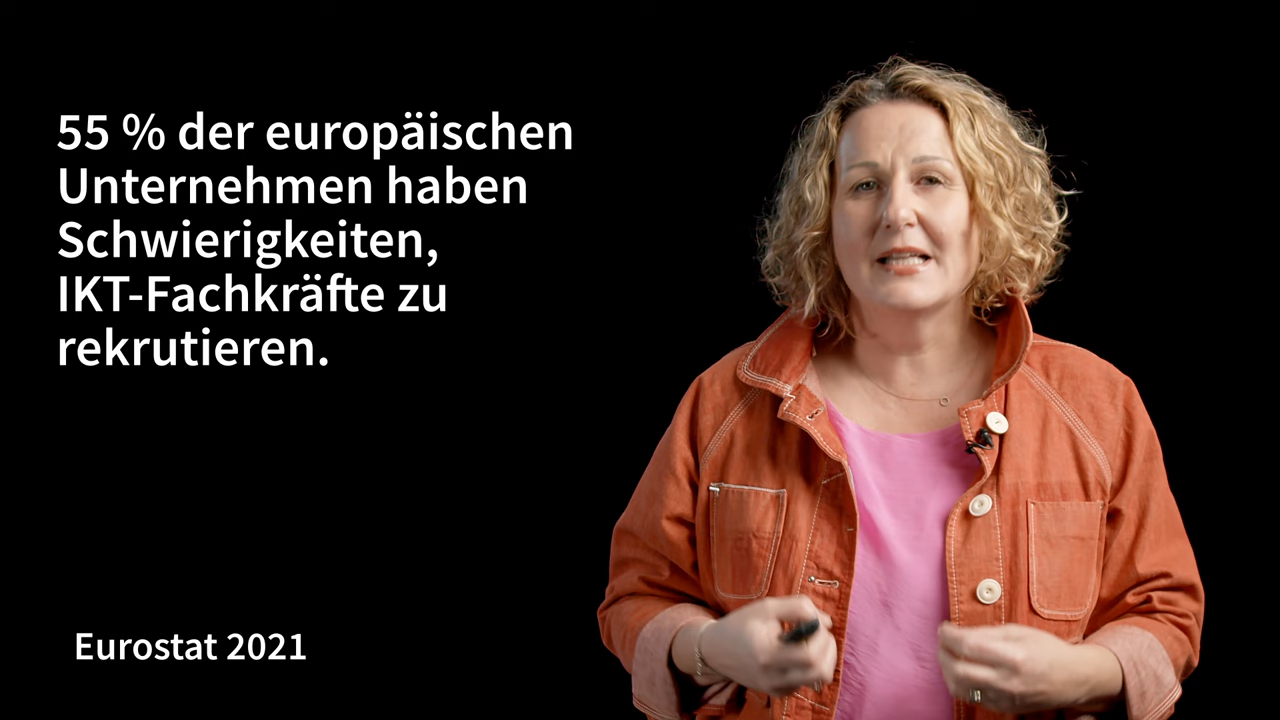 55 % der europäischen
Unternehmen haben
Schwierigkeiten,
IKT-Fachkräfte zu
rekrutieren.
Eurostat 2021